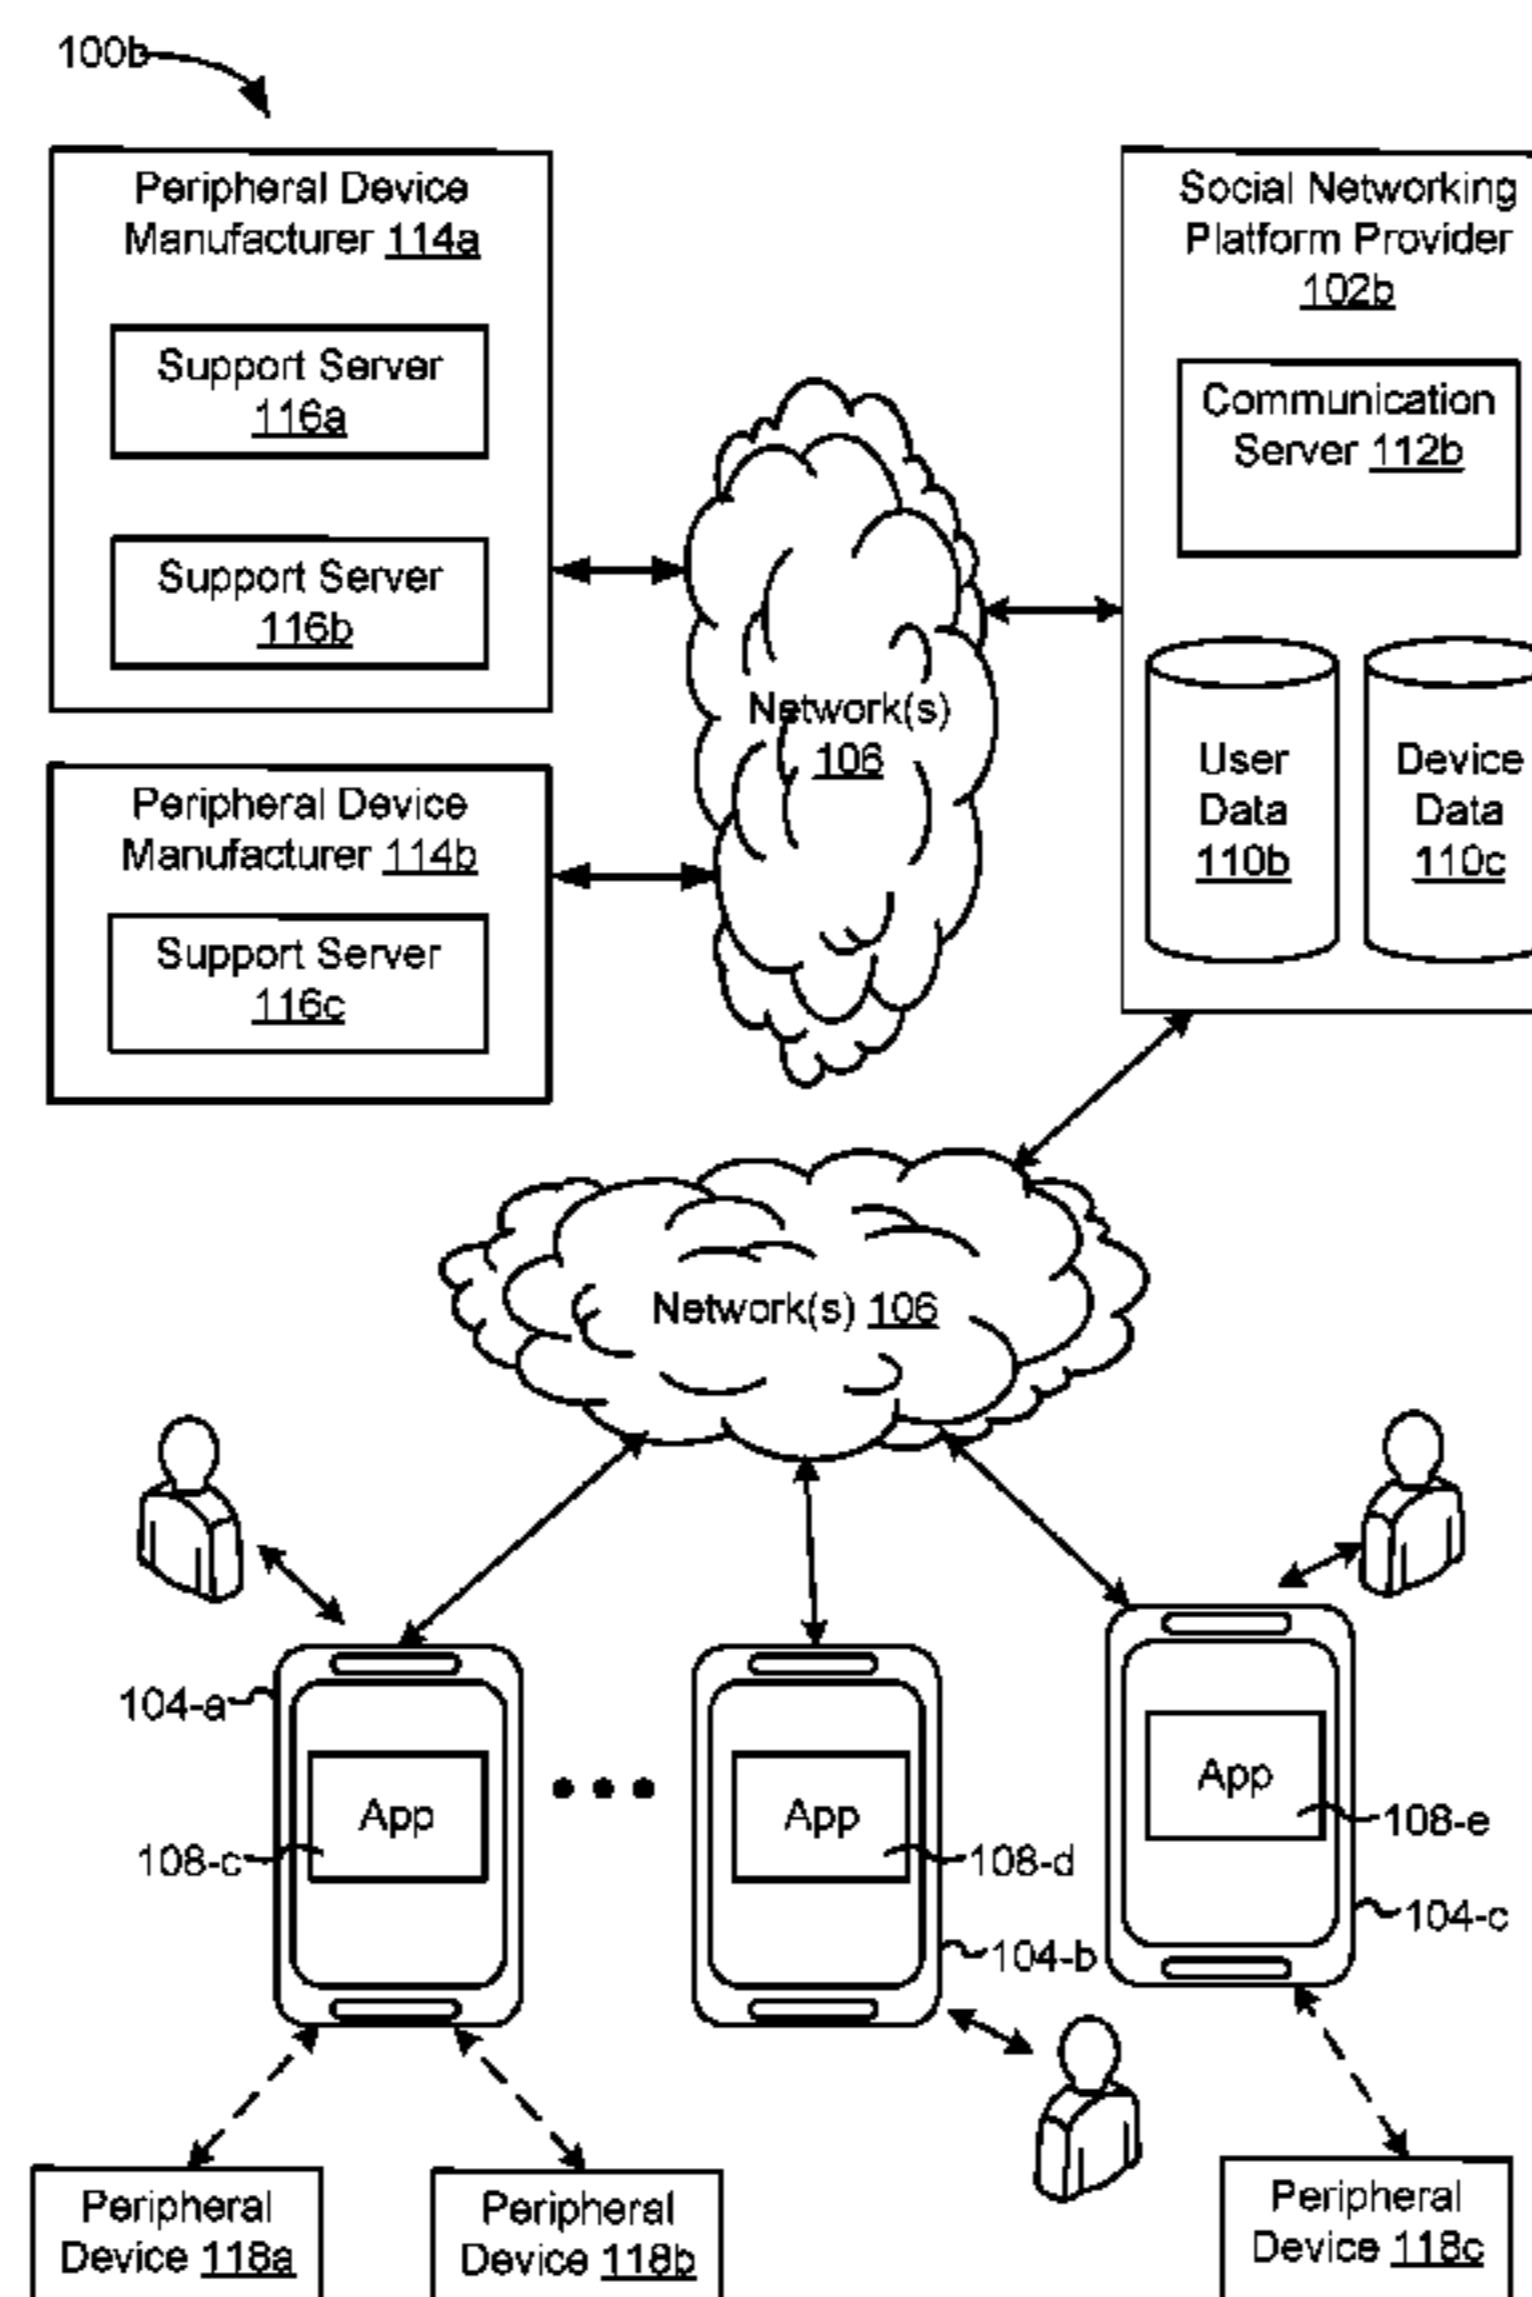 100b
Peripheral Device
Manufacturer 114a
Support Server
116a
Support Server
116b
Peripheral Device
Manufacturer 114b
Support Server
116c
Network(s)
106
Social Networking
Platform Provider
102b
Communication
Server 112b
User
Data
110b
Device
Data
110c
Network(s) 106
104-a
App
108-c
App
108-d
104-b
App
108-e
104-c
Peripheral
Device 118a
Peripheral
Device 118b
Peripheral
Device 118c